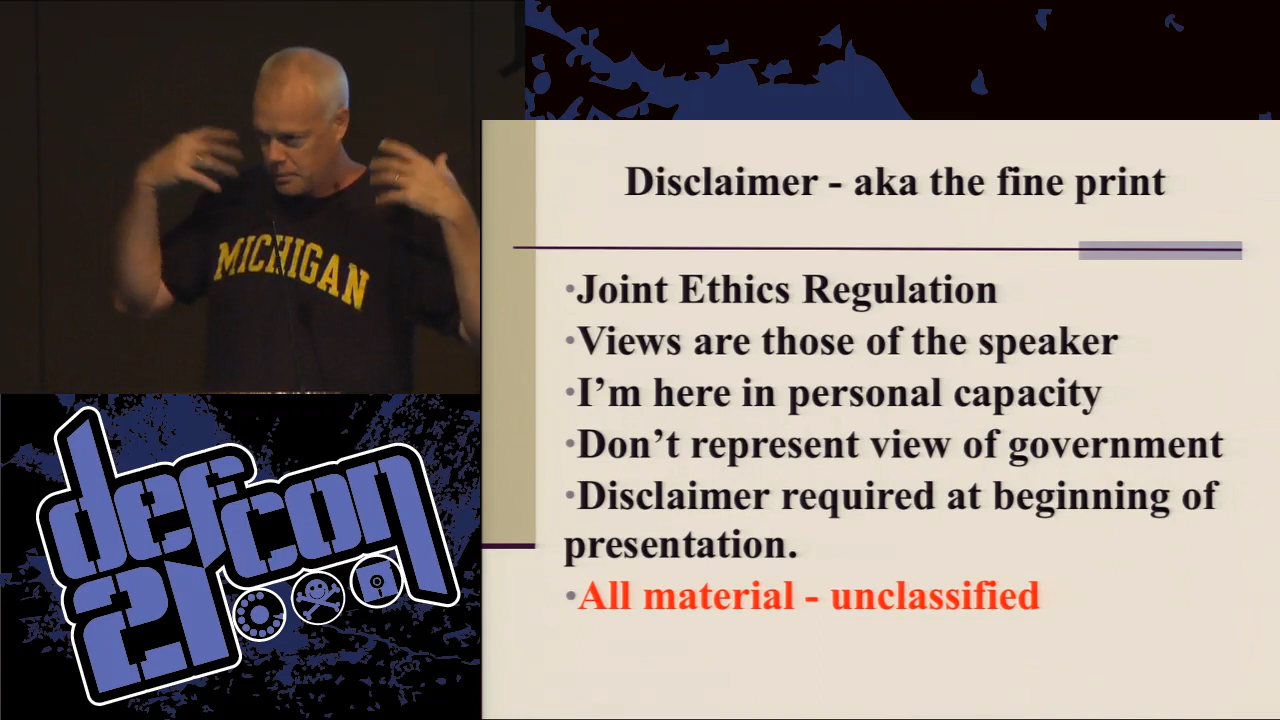 MICHIGAN
defcon
21
Disclaimer - aka the fine print
•Joint Ethics Regulation
•Views are those of the speaker
•I’m here in personal capacity
•Don’t represent view of government
•Disclaimer required at beginning of
presentation.
•All material - unclassified